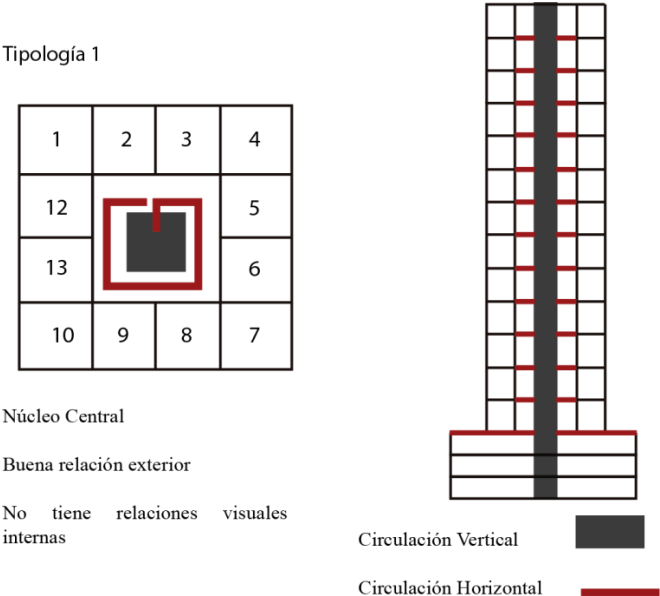 Tipología 1
1 2 3 4
12 5
13 6
10 9 8 7
Núcleo Central
Buena relación exterior
No tiene relaciones visuales
internas
Circulación Vertical
Circulación Horizontal